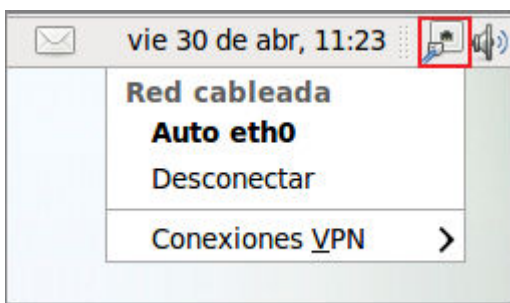 vie 30 de abr, 11:23
Red cableada
Auto eth0
Desconectar
Conexiones VPN